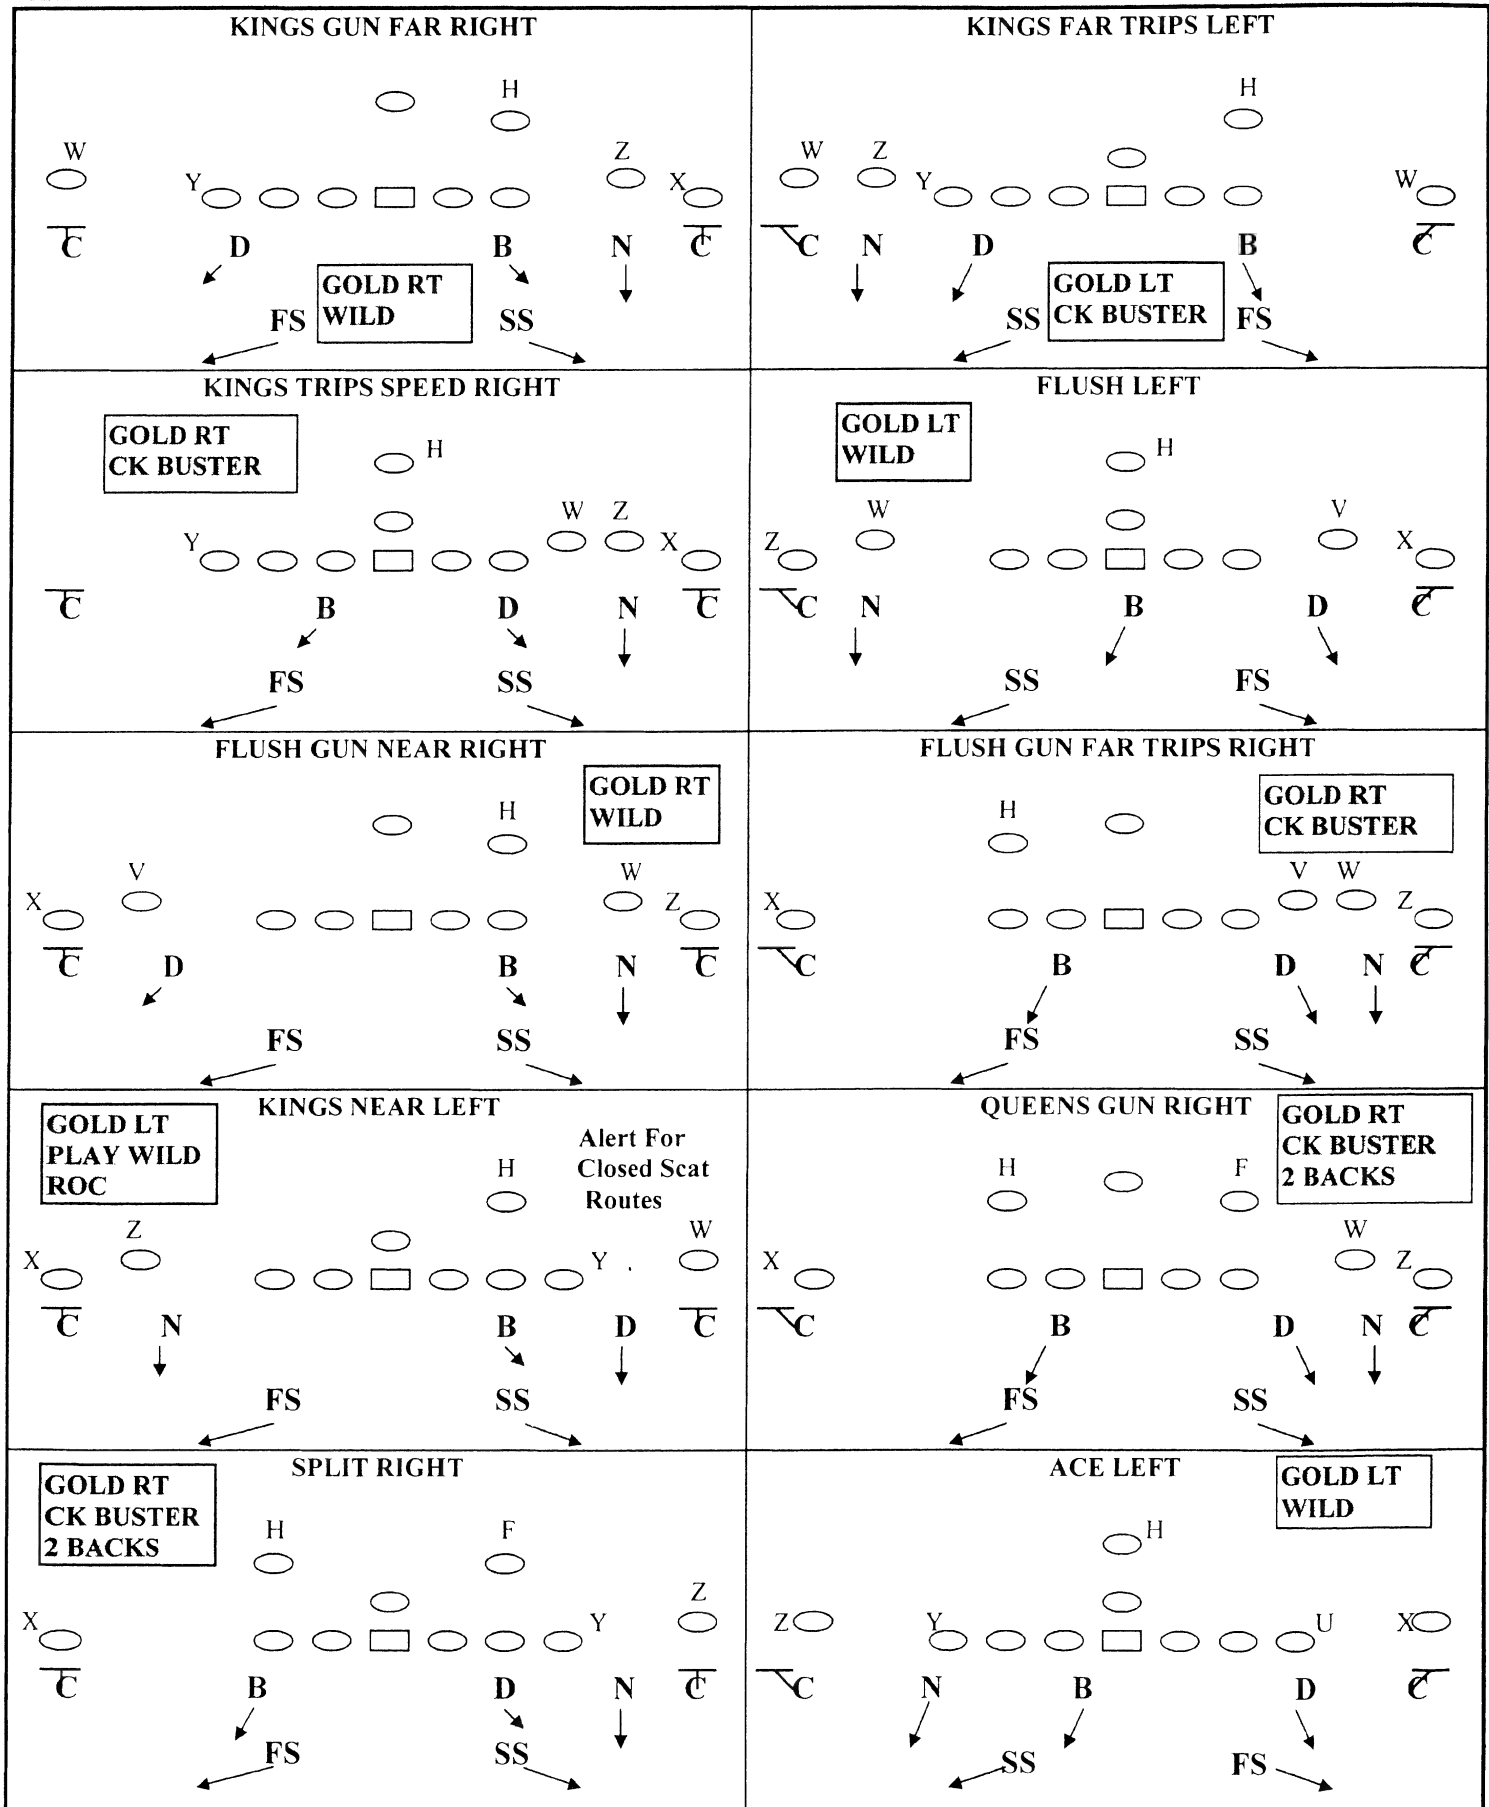 KINGS GUN FAR RIGHT
H
W
Z
Y
X
C
D
B
N
C
GOLD RT
WILD
FS
SS
KINGS FAR TRIPS LEFT
H
W
Z
Y
W
C
N
D
B
C
GOLD LT
CK BUSTER
SS
FS
KINGS TRIPS SPEED RIGHT
GOLD RT
CK BUSTER
H
W
Z
Y
X
C
B
D
N
C
FS
SS
FLUSH LEFT
GOLD LT
WILD
H
W
V
Z
X
C
N
B
D
C
SS
FS
FLUSH GUN NEAR RIGHT
GOLD RT
WILD
H
V
W
X
Z
C
D
B
N
C
FS
SS
FLUSH GUN FAR TRIPS RIGHT
GOLD RT
CK BUSTER
H
V
W
X
Z
C
B
D
N
C
FS
SS
KINGS NEAR LEFT
GOLD LT
PLAY WILD
ROC
Alert For
Closed Scat
Routes
H
Z
W
X
Y
C
N
B
D
C
FS
SS
QUEENS GUN RIGHT
GOLD RT
CK BUSTER
2 BACKS
H
F
W
X
Z
C
B
D
N
C
FS
SS
SPLIT RIGHT
GOLD RT
CK BUSTER
2 BACKS
H
F
Z
X
Y
C
B
D
N
C
FS
SS
ACE LEFT
GOLD LT
WILD
H
Z
Y
U
X
C
N
B
D
C
SS
FS